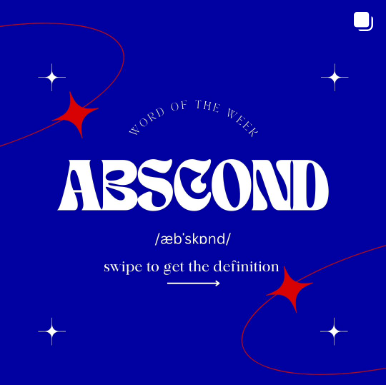 WORD OF THE WEEK
ABSCOND
/æbˈskɒnd/
swipe to get the definition